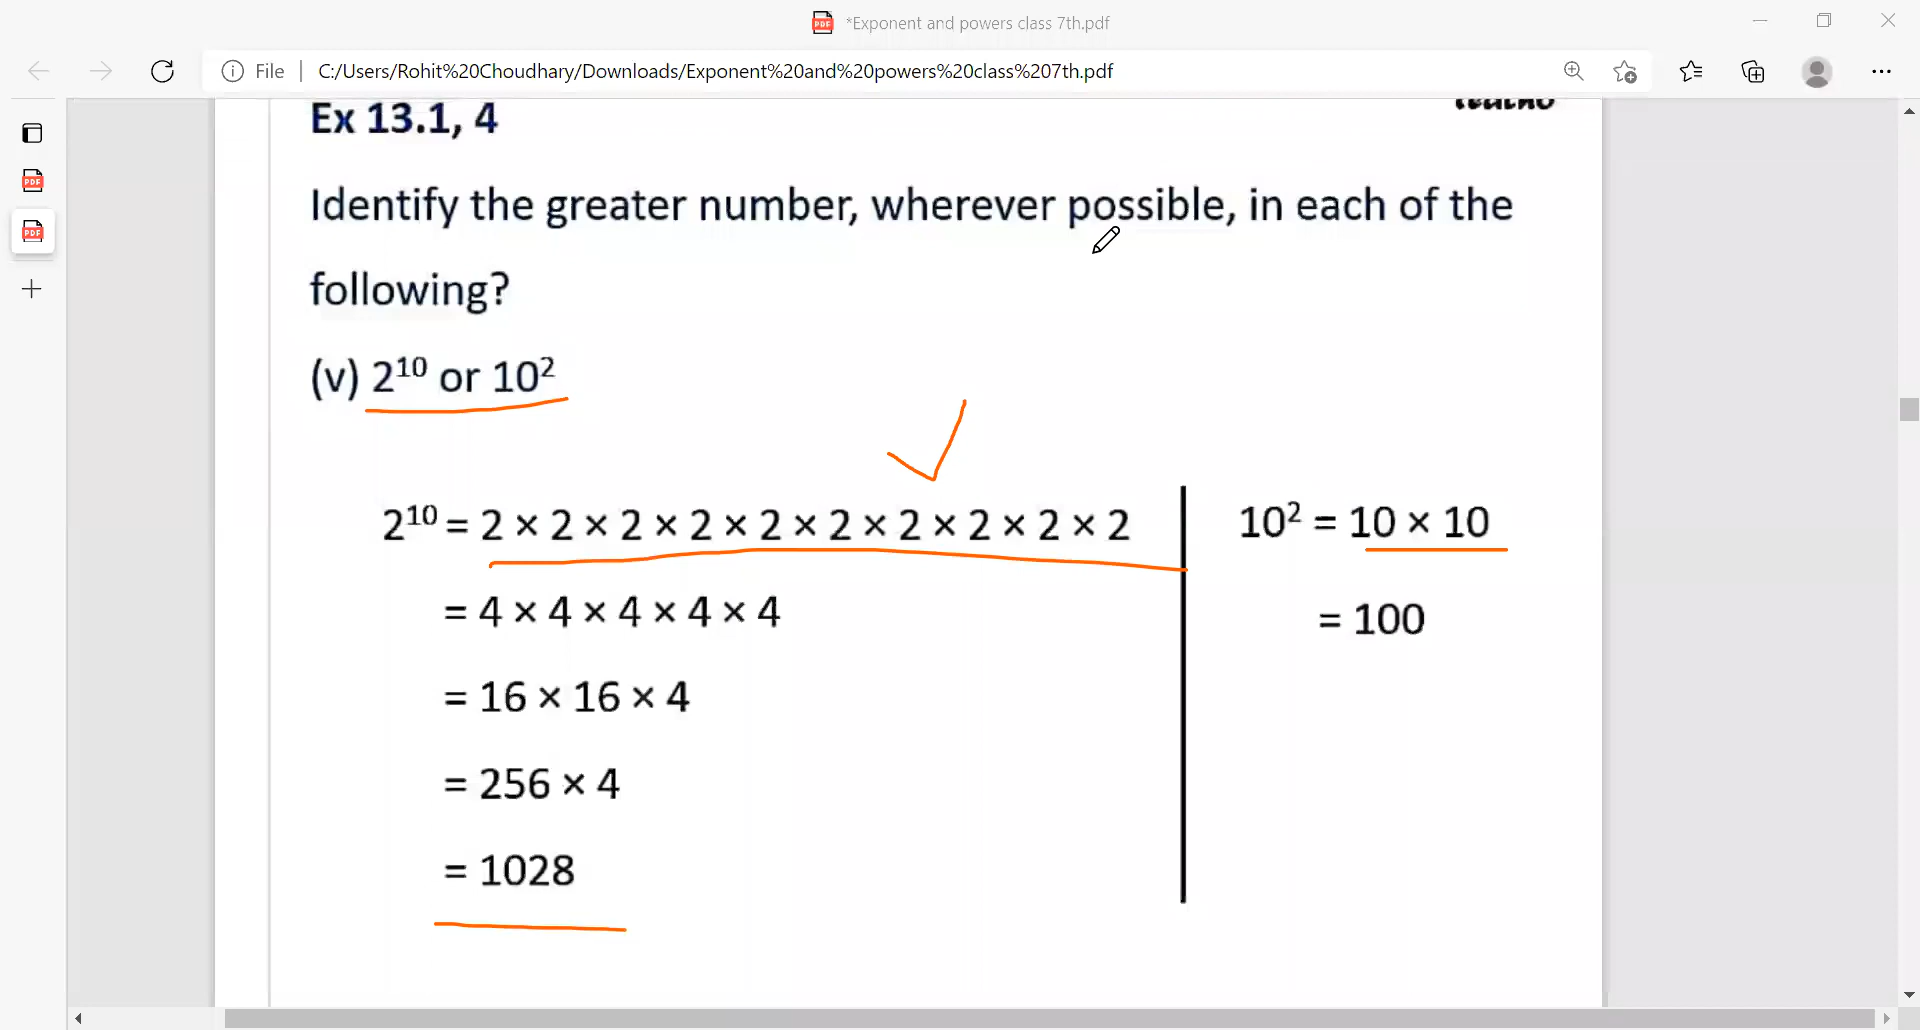 *Exponent and powers class 7th.pdf
File | C:/Users/Rohit%20Choudhary/Downloads/Exponent%20and%20powers%20class%207th.pdf
Ex 13.1, 4
Identify the greater number, wherever possible, in each of the
following?
(v) 2¹⁰ or 10²
2¹⁰ = 2 × 2 × 2 × 2 × 2 × 2 × 2 × 2 × 2 × 2
= 4 × 4 × 4 × 4 × 4
= 16 × 16 × 4
= 256 × 4
= 1028
10² = 10 × 10
= 100